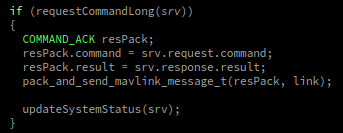 if (requestCommandLong(srv))
{
COMMAND_ACK resPack;
resPack.command = srv.request.command;
resPack.result = srv.response.result;
pack_and_send_mavlink_message_t(resPack, link);
updateSystemStatus(srv);
}